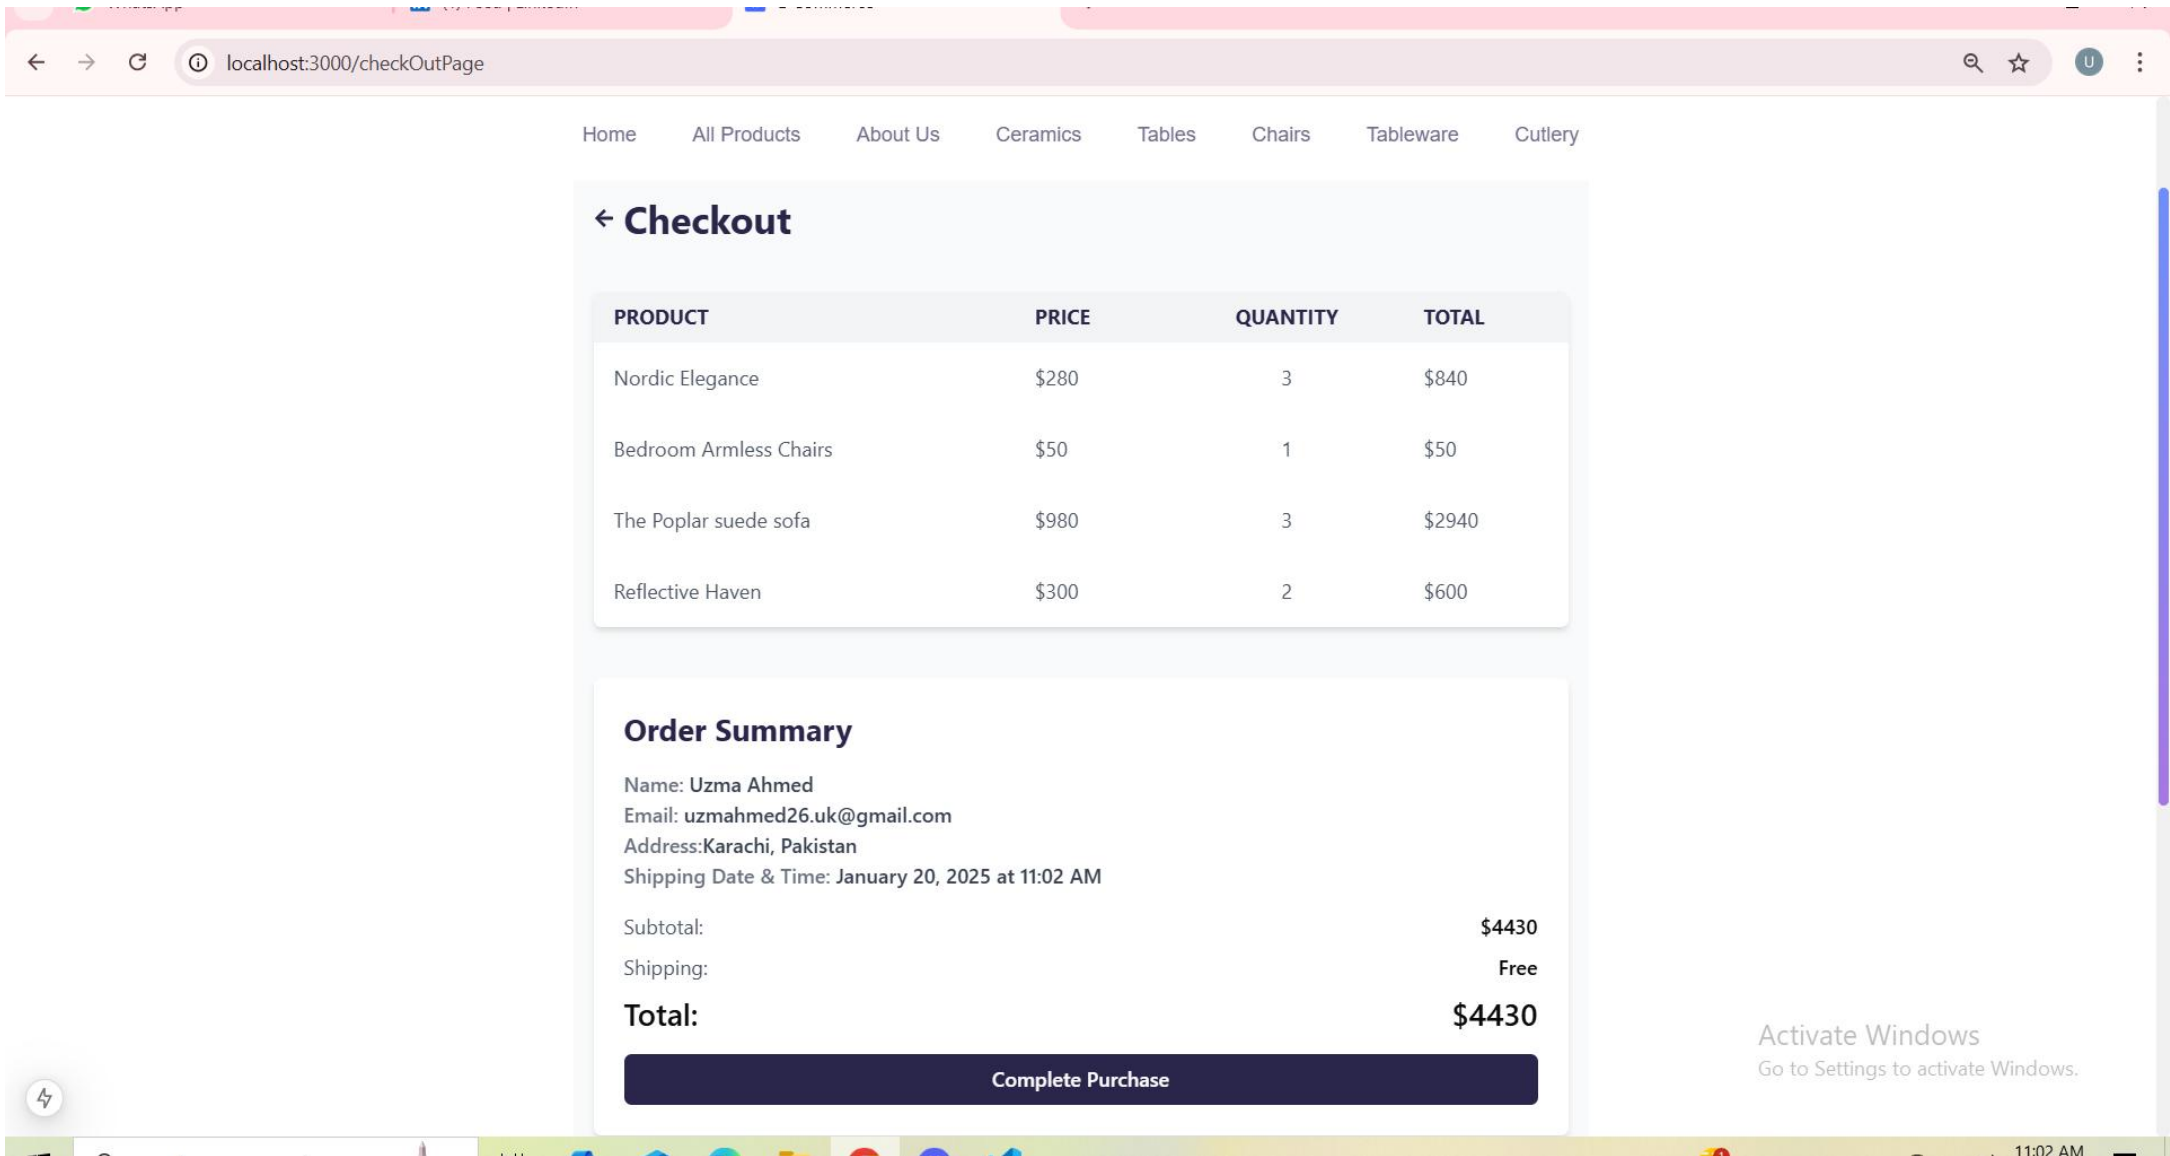 localhost:3000/checkOutPage
U
Home All Products About Us Ceramics Tables Chairs Tableware Cutlery
Checkout
PRODUCT PRICE QUANTITY TOTAL
Nordic Elegance $280 3 $840
Bedroom Armless Chairs $50 1 $50
The Poplar suede sofa $980 3 $2940
Reflective Haven $300 2 $600
Order Summary
Name: Uzma Ahmed
Email: uzmahmed26.uk@gmail.com
Address:Karachi, Pakistan
Shipping Date & Time: January 20, 2025 at 11:02 AM
Subtotal: $4430
Shipping: Free
Total: $4430
Complete Purchase
Activate Windows
Go to Settings to activate Windows.
11:02 AM